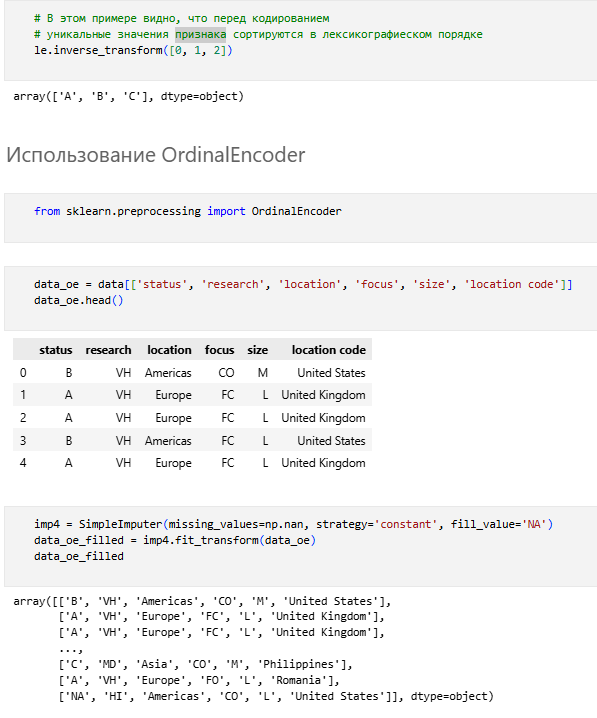 # В этом примере видно, что перед кодированием
# уникальные значения признака сортируются в лексикографиеском порядке
le.inverse_transform([0, 1, 2])
array(['A', 'B', 'C'], dtype=object)
Использование OrdinalEncoder
from sklearn.preprocessing import OrdinalEncoder
data_oe = data[['status', 'research', 'location', 'focus', 'size', 'location code']]
data_oe.head()
status research location focus size location code
0 B VH Americas CO M United States
1 A VH Europe FC L United Kingdom
2 A VH Europe FC L United Kingdom
3 B VH Americas FC L United States
4 A VH Europe FC L United Kingdom
imp4 = SimpleImputer(missing_values=np.nan, strategy='constant', fill_value='NA')
data_oe_filled = imp4.fit_transform(data_oe)
data_oe_filled
array([['B', 'VH', 'Americas', 'CO', 'M', 'United States'],
['A', 'VH', 'Europe', 'FC', 'L', 'United Kingdom'],
['A', 'VH', 'Europe', 'FC', 'L', 'United Kingdom'],
...,
['C', 'MD', 'Asia', 'CO', 'M', 'Philippines'],
['A', 'VH', 'Europe', 'FO', 'L', 'Romania'],
['NA', 'HI', 'Americas', 'CO', 'L', 'United States']], dtype=object)